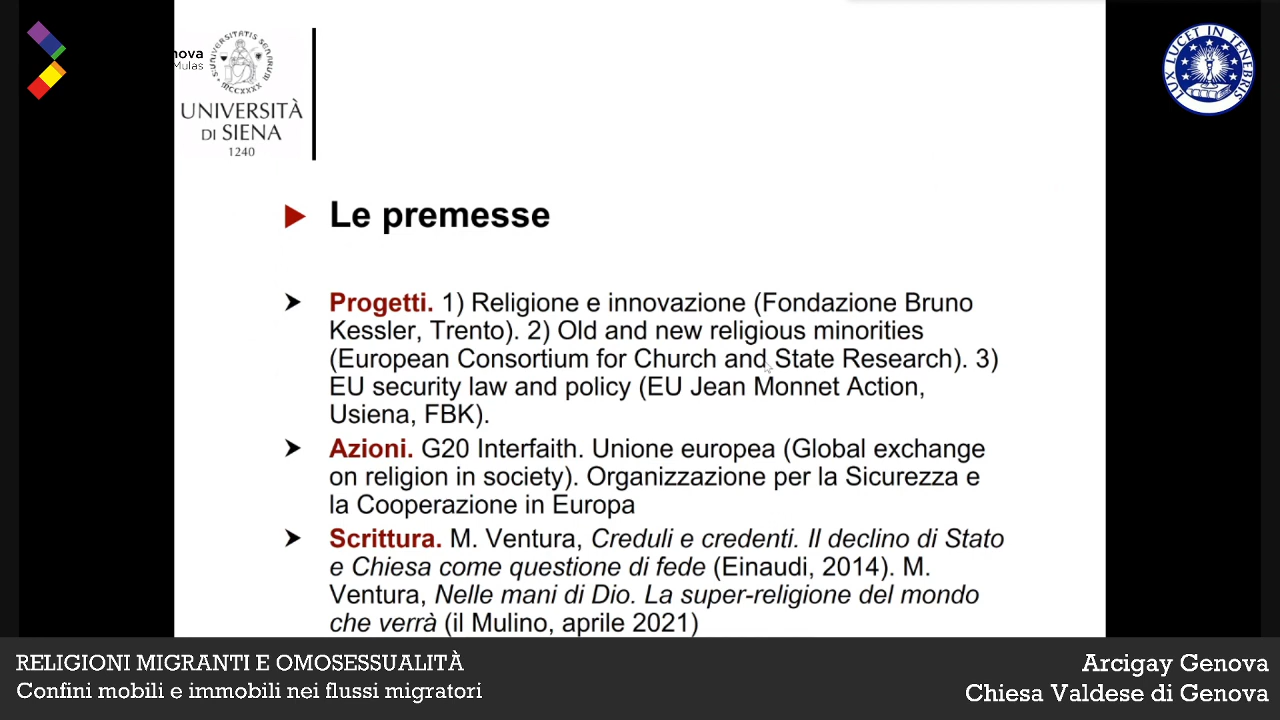 nova
Mulas
UNIVERSITÀ
DI SIENA
1240
LUX LUCET IN TENEBRIS
Le premesse
Progetti. 1) Religione e innovazione (Fondazione Bruno
Kessler, Trento). 2) Old and new religious minorities
(European Consortium for Church and State Research). 3)
EU security law and policy (EU Jean Monnet Action,
Usiena, FBK).
Azioni. G20 Interfaith. Unione europea (Global exchange
on religion in society). Organizzazione per la Sicurezza e
la Cooperazione in Europa
Scrittura. M. Ventura, Creduli e credenti. Il declino di Stato
e Chiesa come questione di fede (Einaudi, 2014). M.
Ventura, Nelle mani di Dio. La super-religione del mondo
che verrà (il Mulino, aprile 2021)
RELIGIONI MIGRANTI E OMOSESSUALITÀ
Confini mobili e immobili nei flussi migratori
Arcigay Genova
Chiesa Valdese di Genova